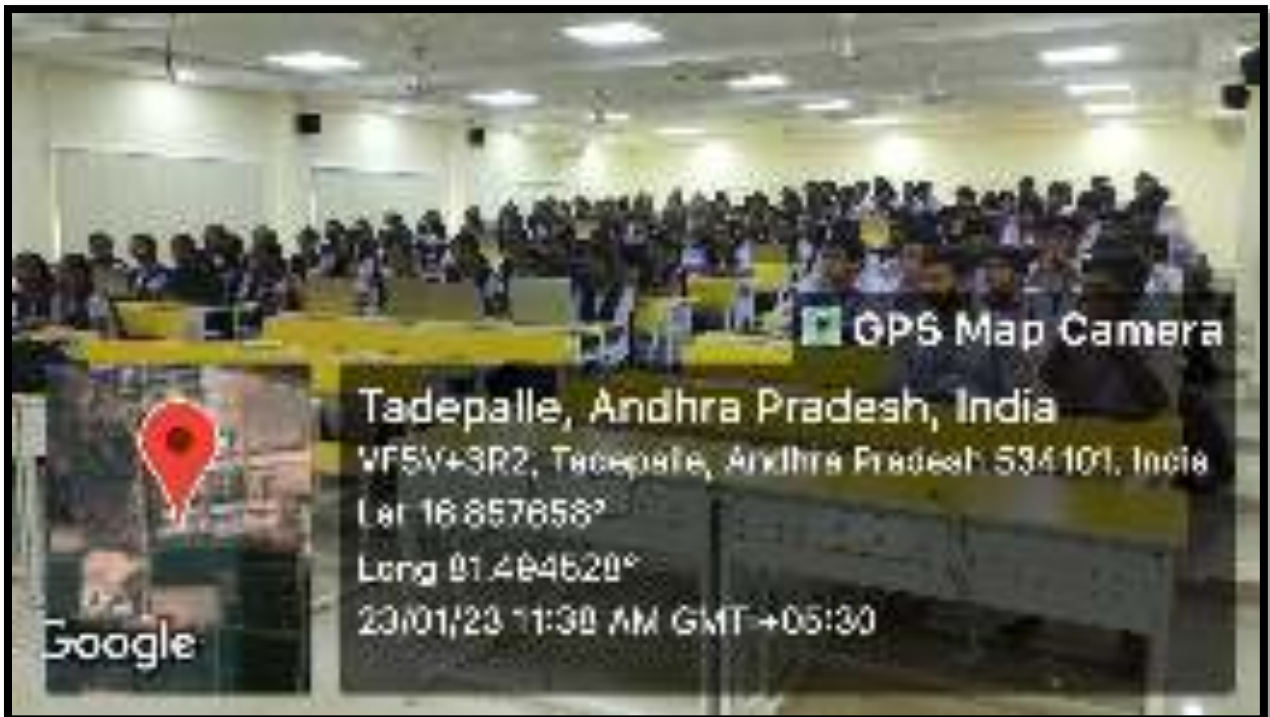 GPS Map Camera
Tadepalle, Andhra Pradesh, India
VF5V+3R2, Tadepalle, Andhra Pradesh 534101, India
Lat 16.857658°
Long 81.494528°
23/01/23 11:38 AM GMT +05:30
Google